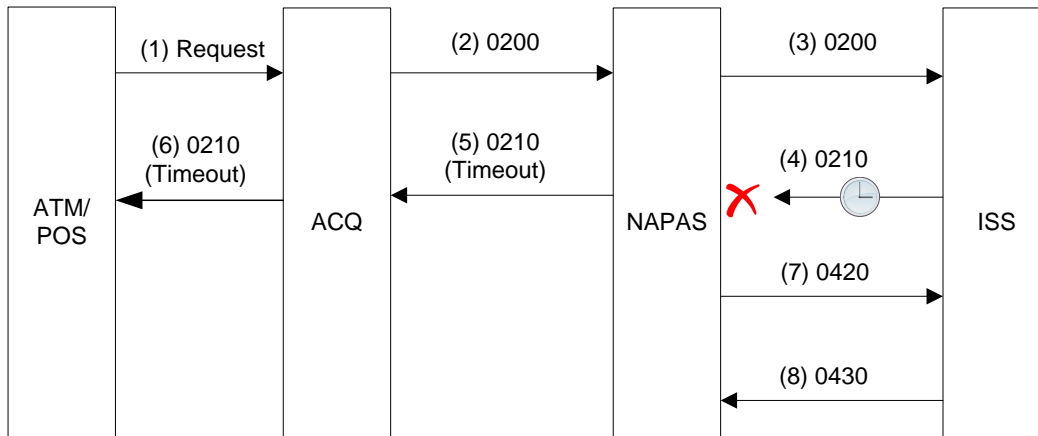 (1) Request
(2) 0200
(3) 0200
(6) 0210
(Timeout)
(5) 0210
(Timeout)
(4) 0210
ATM/
POS
ACQ
NAPAS
ISS
(7) 0420
(8) 0430